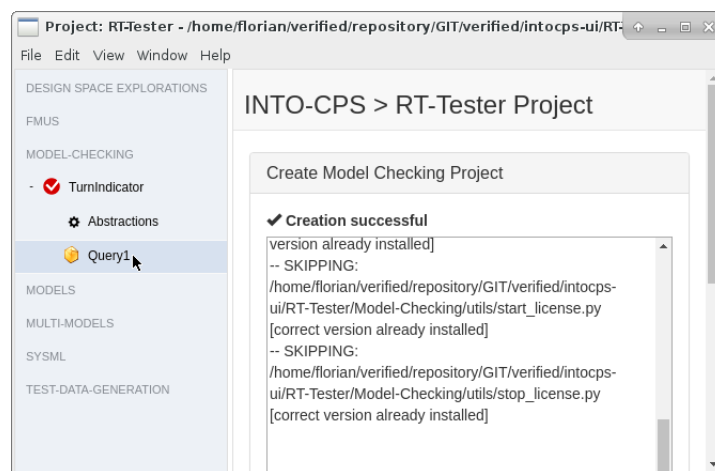 Project: RT-Tester - /home/florian/verified/repository/GIT/verified/intocps-ui/RT-
File Edit View Window Help
DESIGN SPACE EXPLORATIONS
FMUS
MODEL-CHECKING
- TurnIndicator
Abstractions
Query1
MODELS
MULTI-MODELS
SYSML
TEST-DATA-GENERATION
INTO-CPS > RT-Tester Project
Create Model Checking Project
Creation successful
version already installed]
-- SKIPPING:
/home/florian/verified/repository/GIT/verified/intocps-
ui/RT-Tester/Model-Checking/utils/start_license.py
[correct version already installed]
-- SKIPPING:
/home/florian/verified/repository/GIT/verified/intocps-
ui/RT-Tester/Model-Checking/utils/stop_license.py
[correct version already installed]